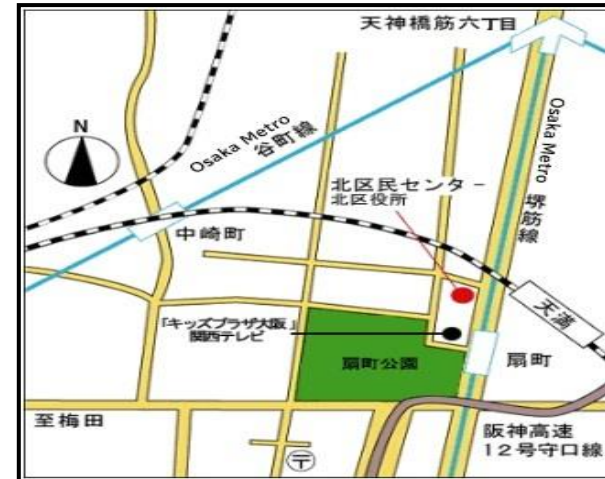 天神橋筋六丁目
N
Osaka Metro
谷町線
Osaka Metro 堺筋線
北区民センター
北区役所
中崎町
天満
「キッズプラザ大阪」
関西テレビ
扇町公園
扇町
至梅田
阪神高速
12号守口線
〒